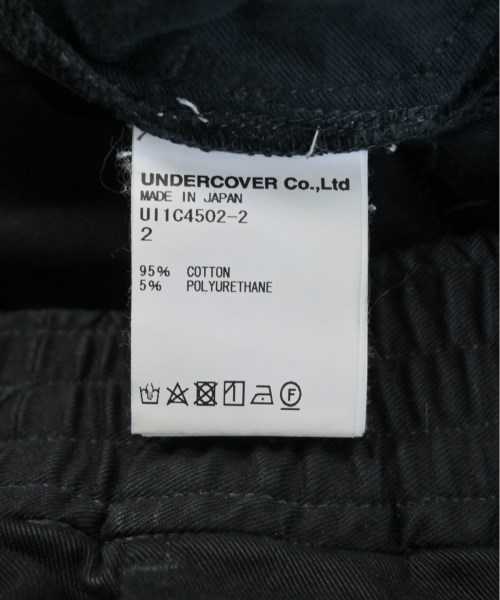 UNDERCOVER Co.,Ltd
MADE IN JAPAN
UI1C4502-2
2
95% COTTON
5% POLYURETHANE
F